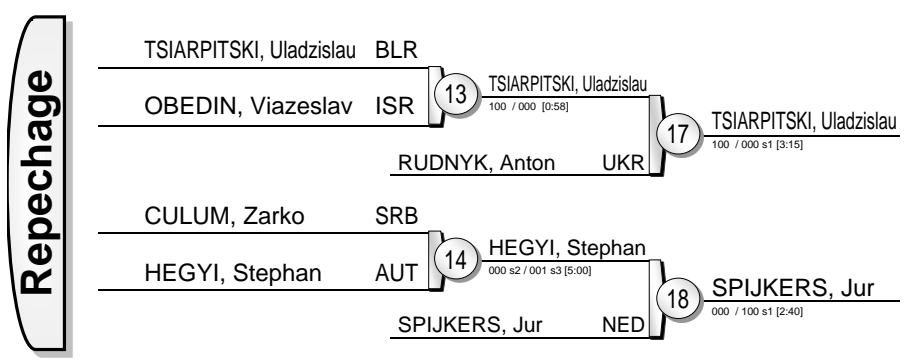 Repechage
TSIARPITSKI, Uladzislau BLR
OBEDIN, Viazeslav ISR
13
TSIARPITSKI, Uladzislau
100 / 000 [0:58]
RUDNYK, Anton UKR
17
TSIARPITSKI, Uladzislau
100 / 000 s1 [3:15]
CULUM, Zarko SRB
HEGYI, Stephan AUT
14
HEGYI, Stephan
000 s2 / 001 s3 [5:00]
SPIJKERS, Jur NED
18
SPIJKERS, Jur
000 / 100 s1 [2:40]